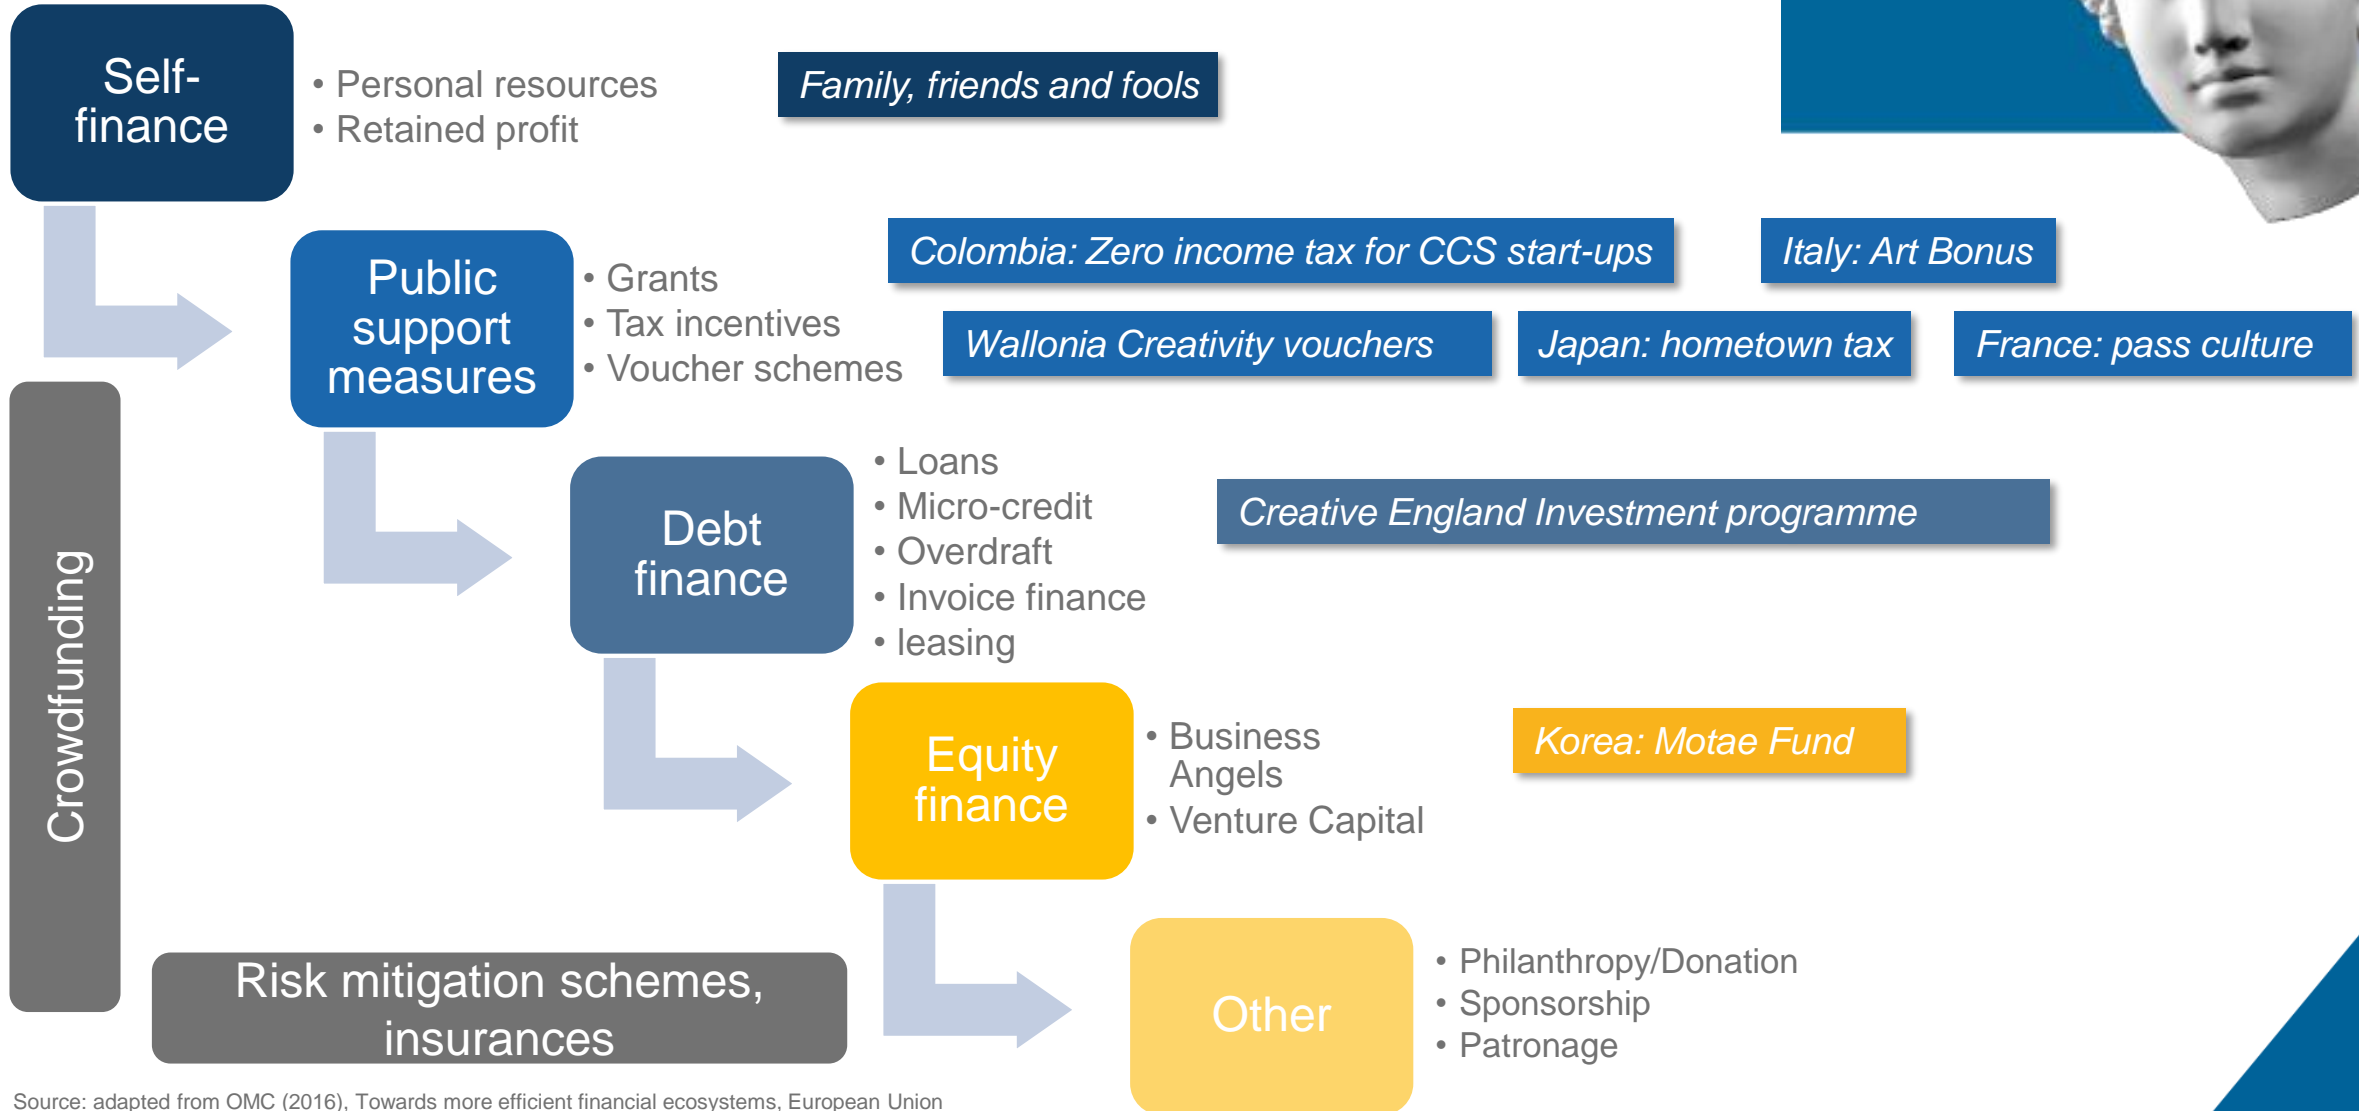 Self-
finance
• Personal resources
• Retained profit
Family, friends and fools
Public
support
measures
• Grants
• Tax incentives
• Voucher schemes
Colombia: Zero income tax for CCS start-ups
Italy: Art Bonus
Wallonia Creativity vouchers
Japan: hometown tax
France: pass culture
Crowdfunding
Debt
finance
• Loans
• Micro-credit
• Overdraft
• Invoice finance
• leasing
Creative England Investment programme
Equity
finance
• Business
Angels
• Venture Capital
Korea: Motae Fund
Risk mitigation schemes,
insurances
Other
• Philanthropy/Donation
• Sponsorship
• Patronage
Source: adapted from OMC (2016), Towards more efficient financial ecosystems, European Union